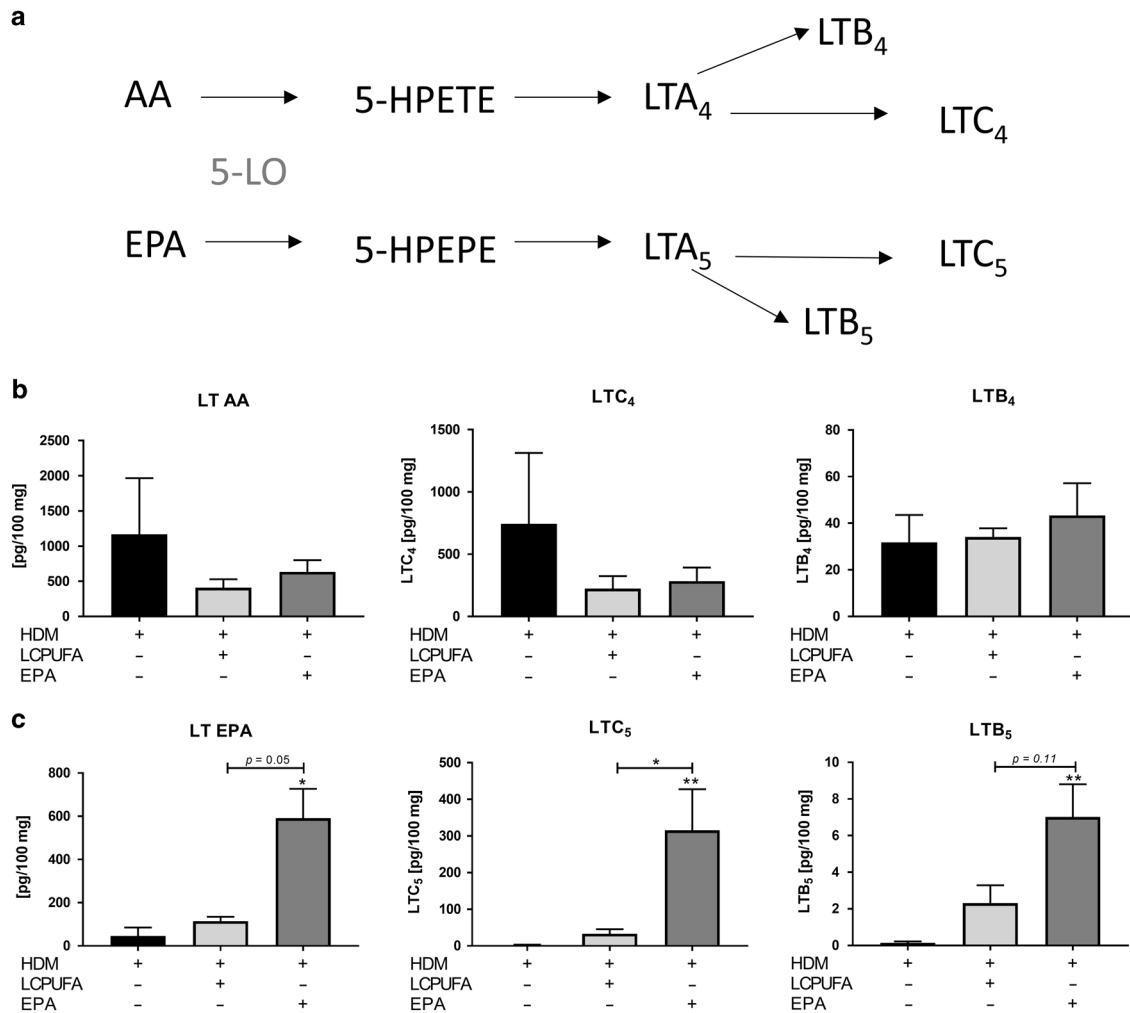 a
LTB4
AA 5-HPETE LTA4
LTC4
5-LO
EPA 5-HPEPE LTA5 LTC5
LTB5
b
LT AA LTC4 LTB4
[pg/100 mg]
2500
2000
1500
1000
500
0
HDM + + +
LCPUFA – + –
EPA – – +
LTC4 [pg/100 mg]
1500
1000
500
0
HDM + + +
LCPUFA – + –
EPA – – +
LTB4 [pg/100 mg]
80
60
40
20
0
HDM + + +
LCPUFA – + –
EPA – – +
c
LT EPA LTC5 LTB5
[pg/100 mg]
800
600
400
200
0
p = 0.05
*
HDM + + +
LCPUFA – + –
EPA – – +
LTC5 [pg/100 mg]
500
400
300
200
100
0
*
**
HDM + + +
LCPUFA – + –
EPA – – +
LTB5 [pg/100 mg]
10
8
6
4
2
0
p = 0.11
**
HDM + + +
LCPUFA – + –
EPA – – +